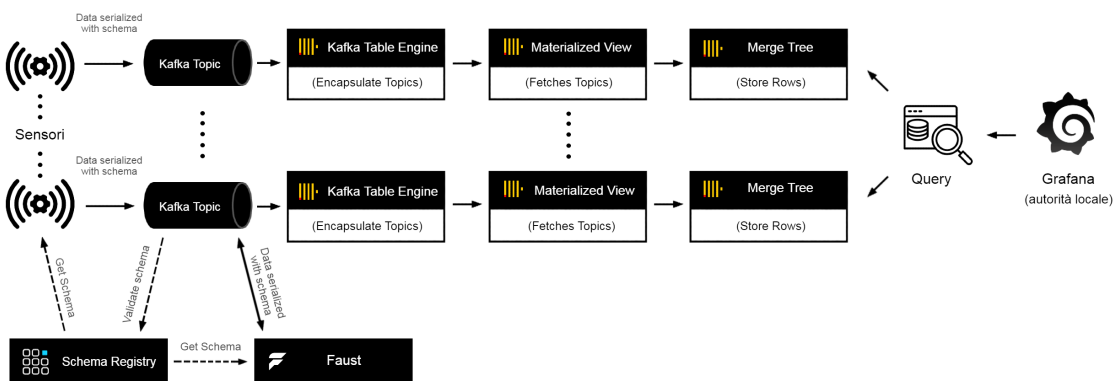 Data serialized
with schema
Kafka Topic
Kafka Table Engine
(Encapsulate Topics)
Materialized View
(Fetches Topics)
Merge Tree
(Store Rows)
Sensori
Data serialized
with schema
Kafka Topic
Kafka Table Engine
(Encapsulate Topics)
Materialized View
(Fetches Topics)
Merge Tree
(Store Rows)
Query
Grafana
(autorità locale)
Get Schema
Validate schema
Data serialized
with schema
Schema Registry
Get Schema
Faust